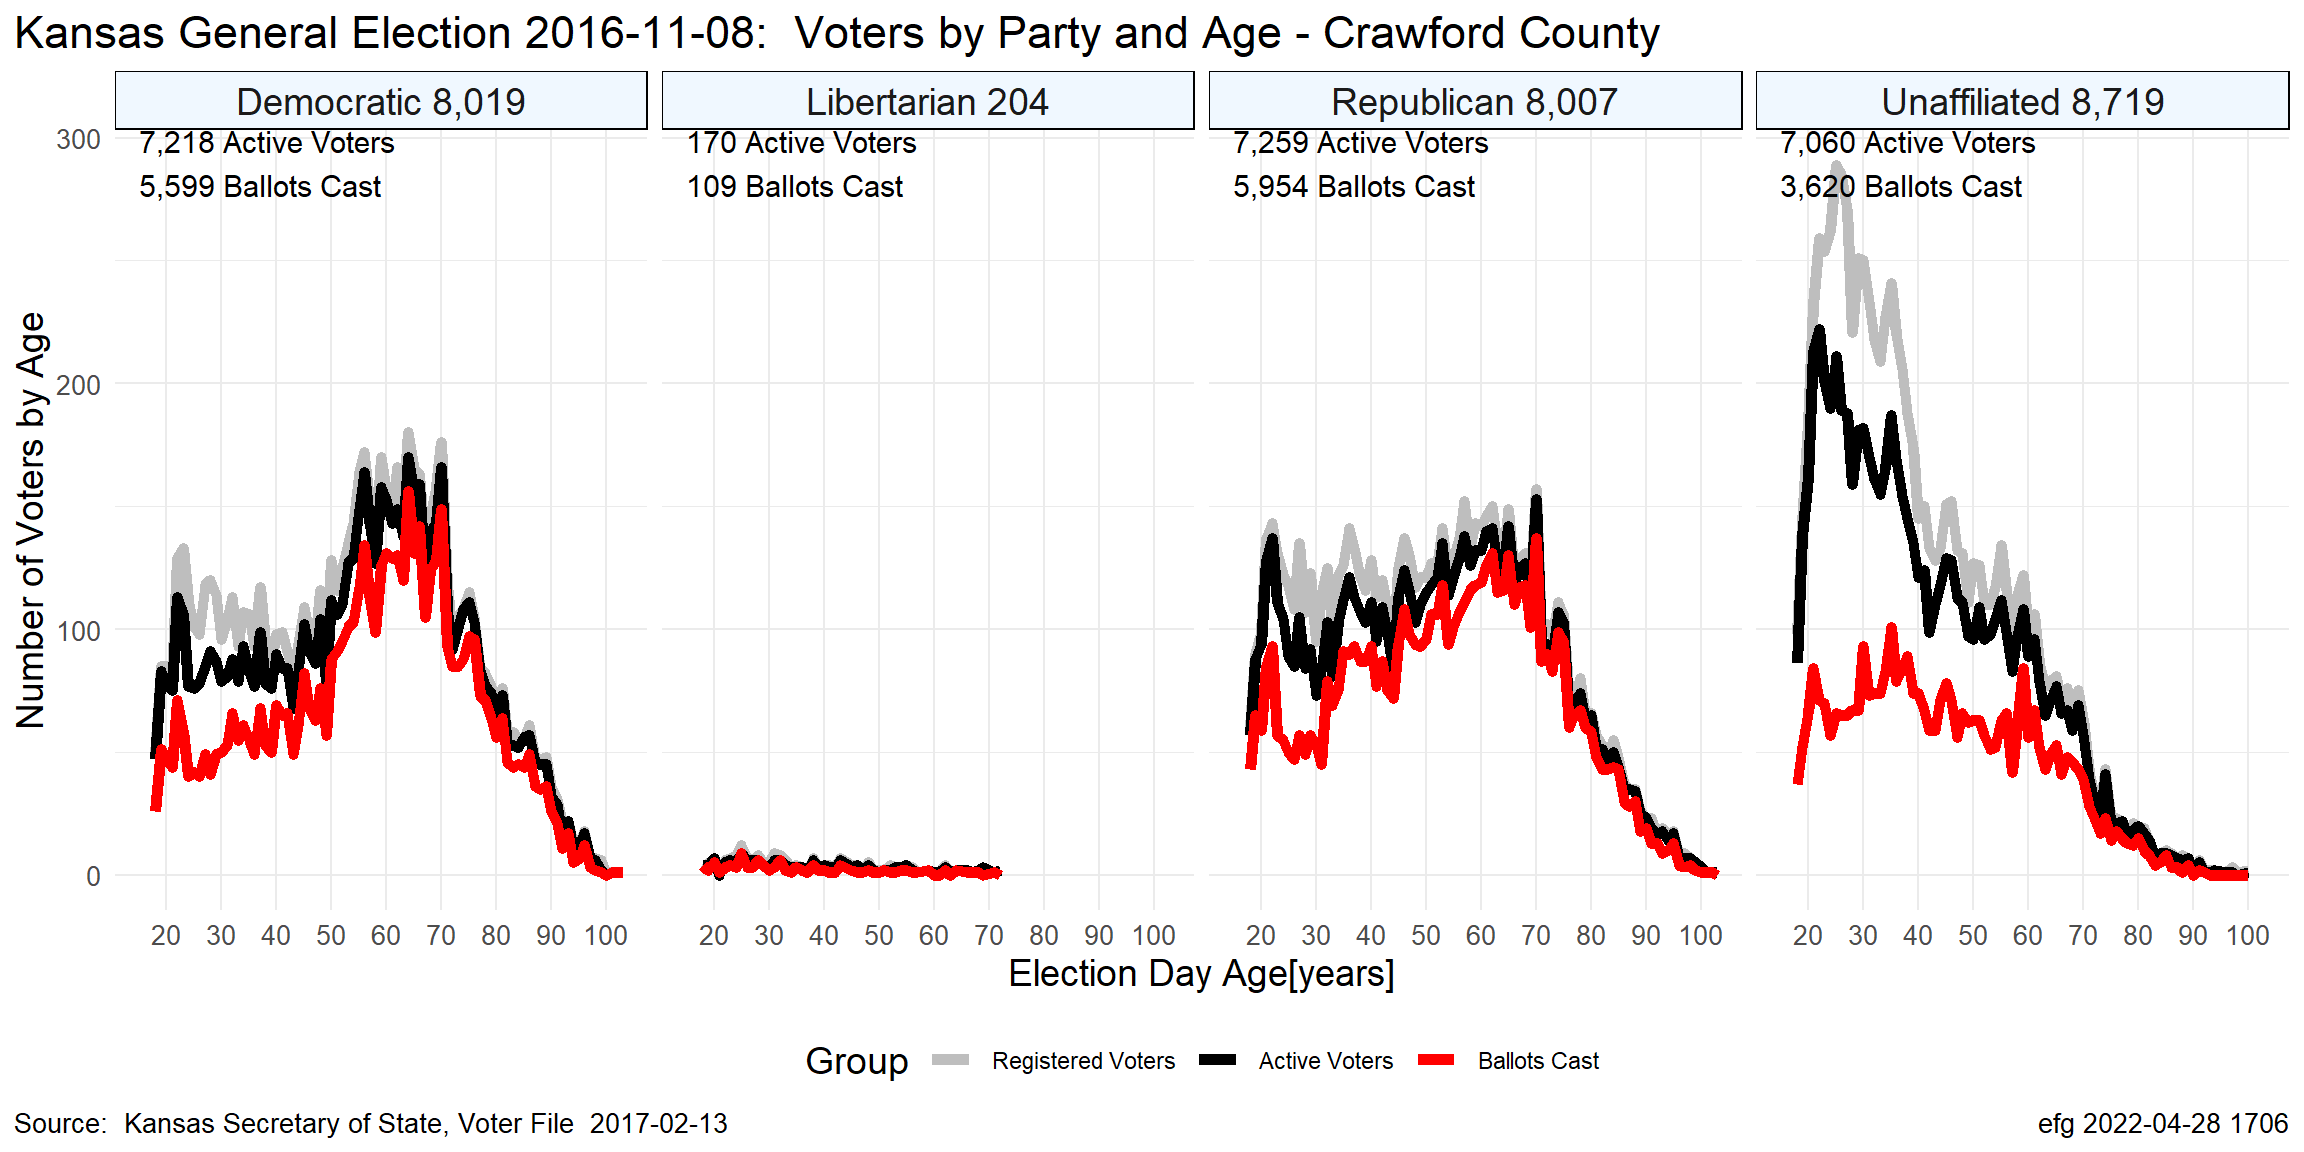 Kansas General Election 2016-11-08:  Voters by Party and Age - Crawford County
Democratic 8,019
Libertarian 204
Republican 8,007
Unaffiliated 8,719
7,218 Active Voters
5,599 Ballots Cast
170 Active Voters
109 Ballots Cast
7,259 Active Voters
5,954 Ballots Cast
7,060 Active Voters
3,620 Ballots Cast
Number of Voters by Age
300
200
100
0
20 30 40 50 60 70 80 90 100
20 30 40 50 60 70 80 90 100
20 30 40 50 60 70 80 90 100
20 30 40 50 60 70 80 90 100
Election Day Age[years]
Group Registered Voters Active Voters Ballots Cast
Source:  Kansas Secretary of State, Voter File  2017-02-13
efg 2022-04-28 1706